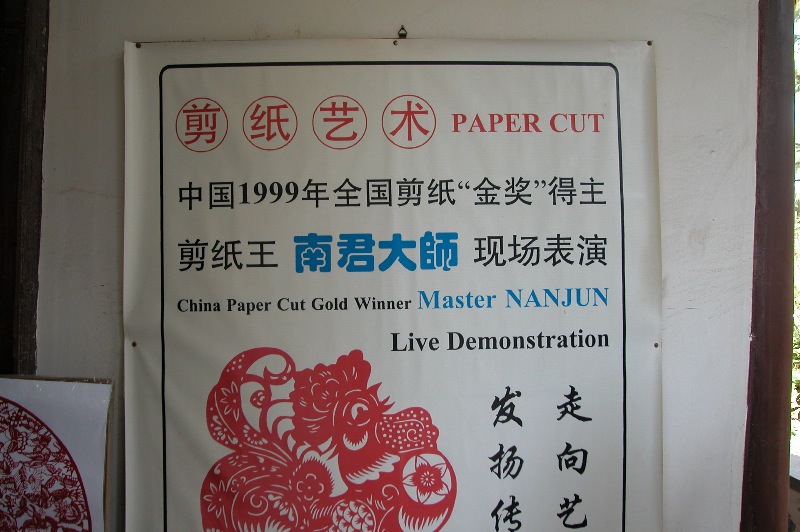 剪纸艺术 PAPER CUT
中国1999年全国剪纸“金奖”得主
剪纸王 南君大師 现场表演
China Paper Cut Gold Winner Master NANJUN
Live Demonstration
走向艺
发扬传